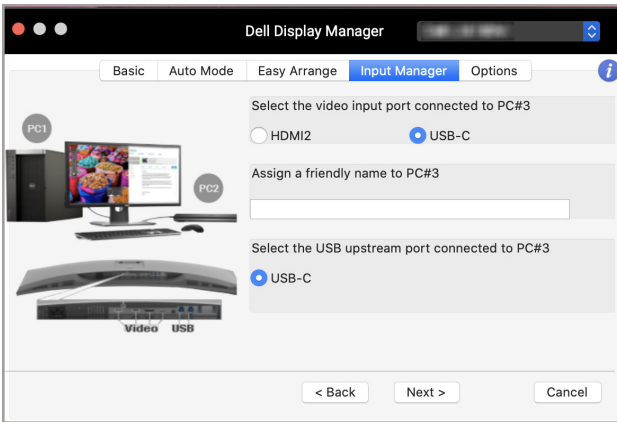 Dell Display Manager
Basic Auto Mode Easy Arrange Input Manager Options i
Select the video input port connected to PC#3
HDMI2 USB-C
Assign a friendly name to PC#3
Select the USB upstream port connected to PC#3
USB-C
PC1
PC2
Video USB
< Back Next > Cancel